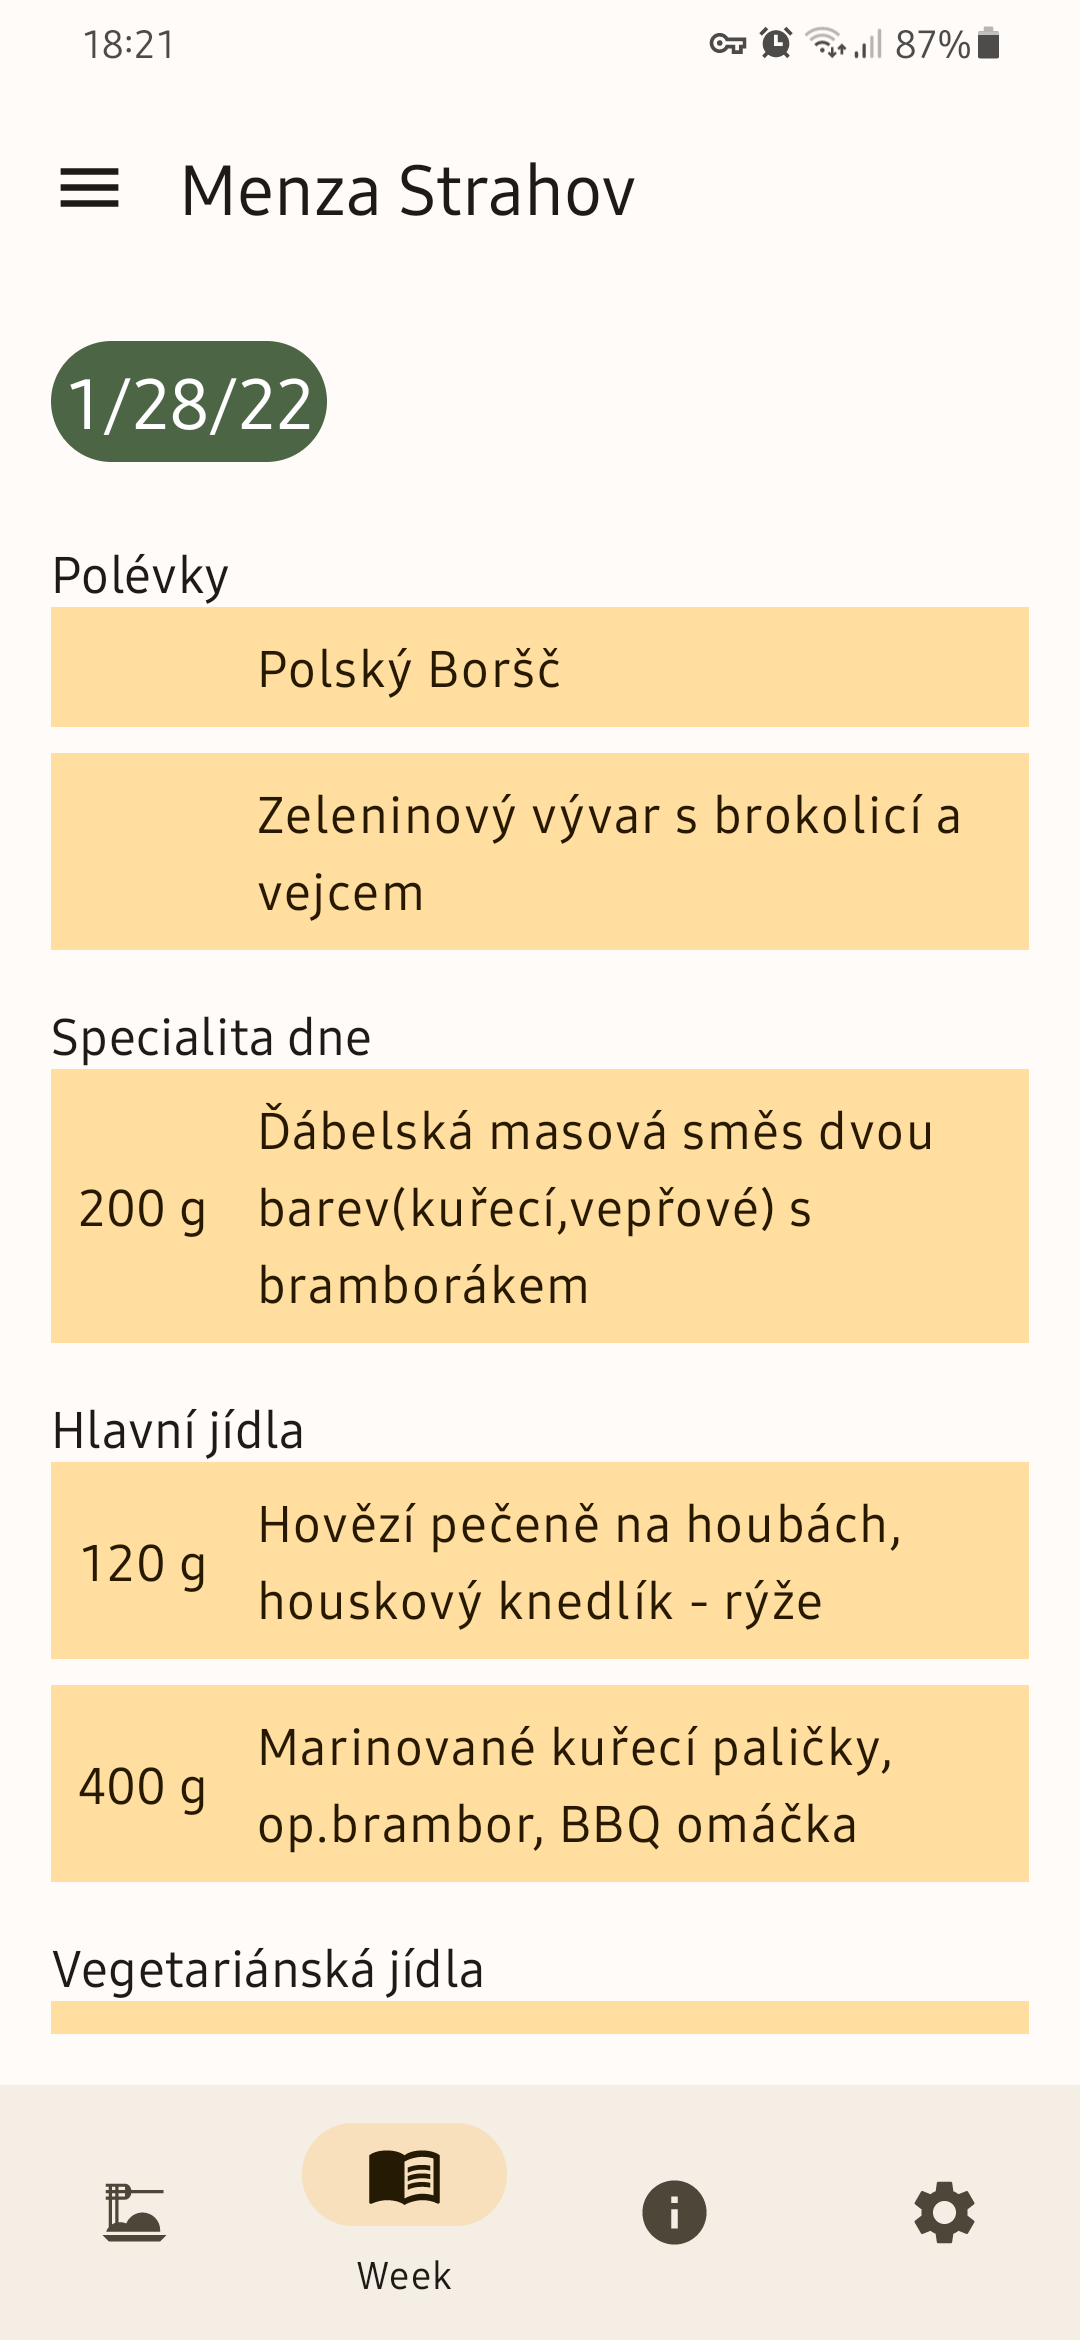 18:21
87%
Menza Strahov
1/28/22
Polévky
Polský Boršč
Zeleninový vývar s brokolicí a
vejcem
Specialita dne
200 g
Ďábelská masová směs dvou
barev(kuřecí,vepřové) s
bramborákem
Hlavní jídla
120 g
Hovězí pečeně na houbách,
houskový knedlík - rýže
400 g
Marinované kuřecí paličky,
op.brambor, BBQ omáčka
Vegetariánská jídla
Week